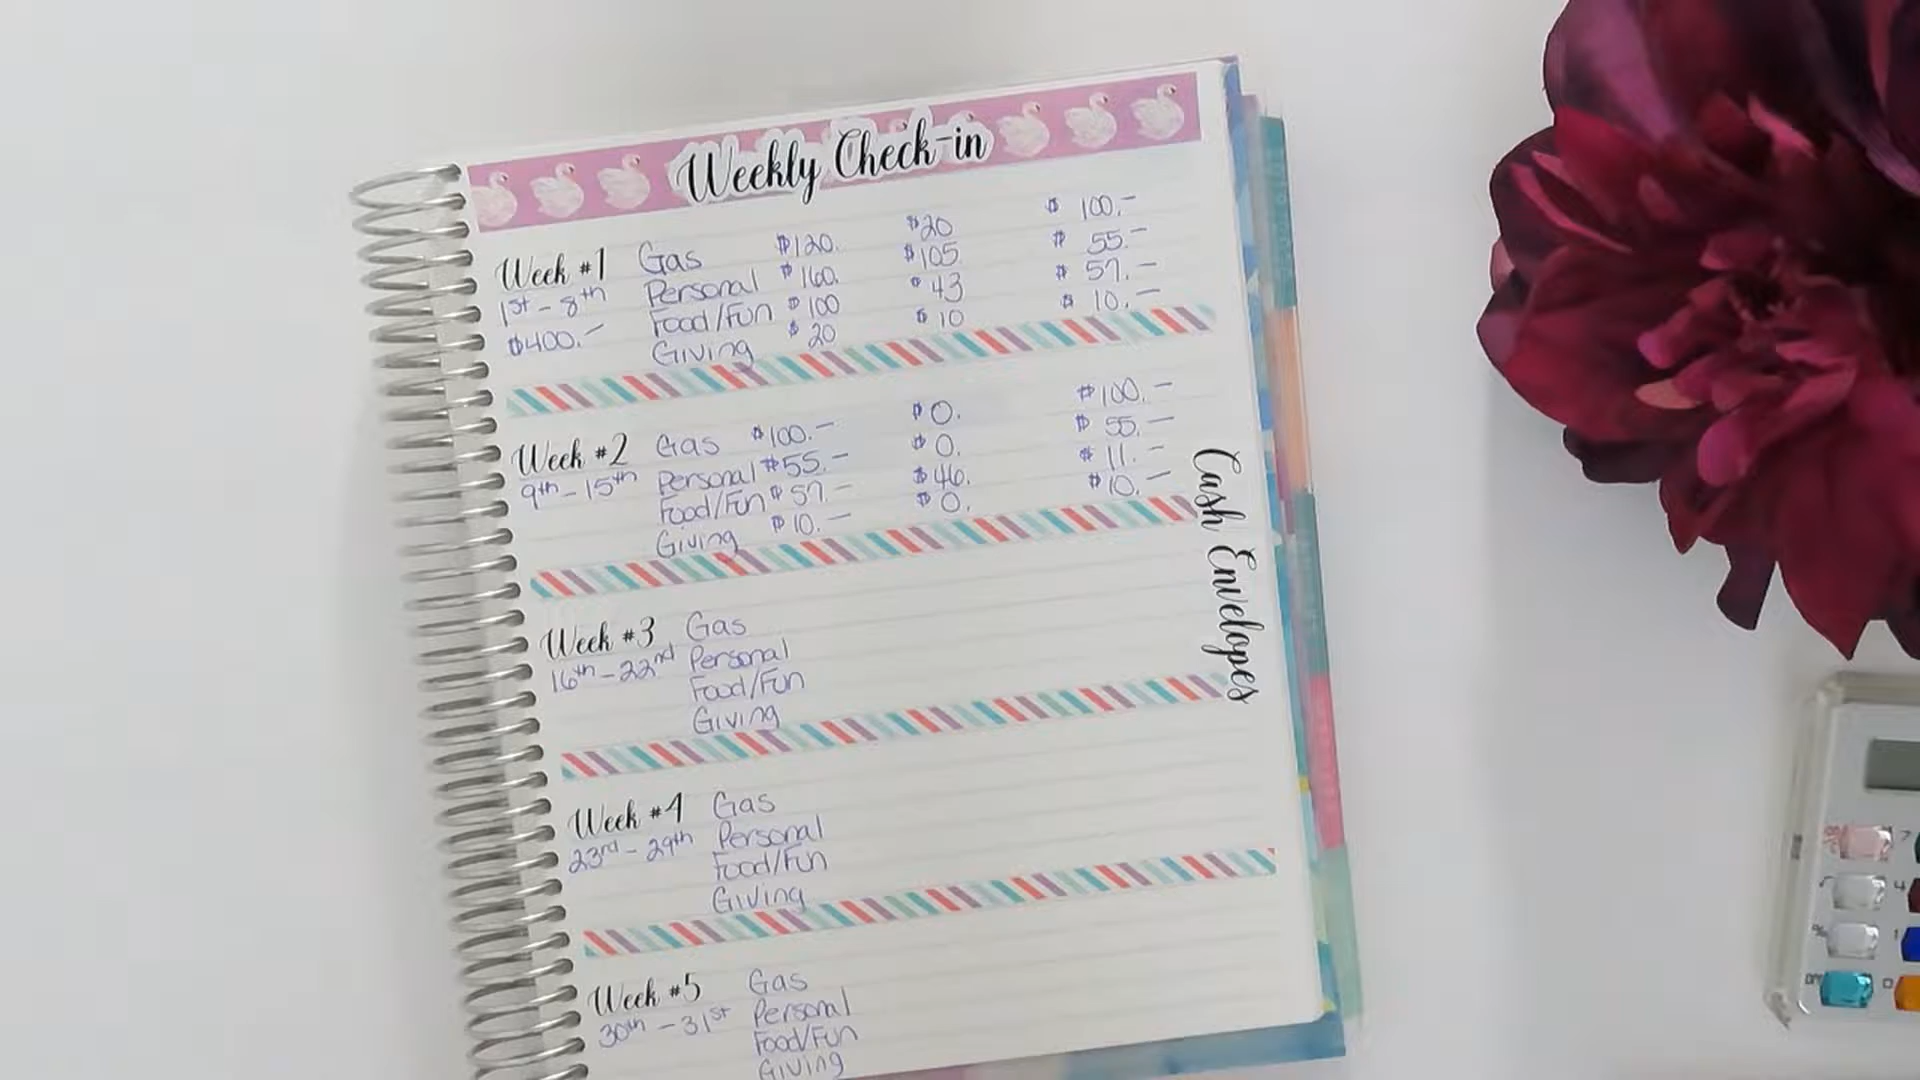 Weekly Check-in
Week #1 Gas $120. $20 $ 100.-
1st - 8th Personal $160. $105 $ 55.-
$400.- Food/Fun $100 $43 $ 57.-
Giving $20 $10 $ 10.-
Week #2 Gas $100.- $0. $100.-
9th - 15th Personal $55.- $0. $ 55.-
Food/Fun $57.- $46. $ 11.-
Giving $10.- $0. $10.-
Cash Envelopes
Week #3 Gas
16th - 22nd Personal
Food/Fun
Giving
Week #4 Gas
23rd - 29th Personal
Food/Fun
Giving
Week #5 Gas
30th - 31st Personal
Food/Fun
Giving